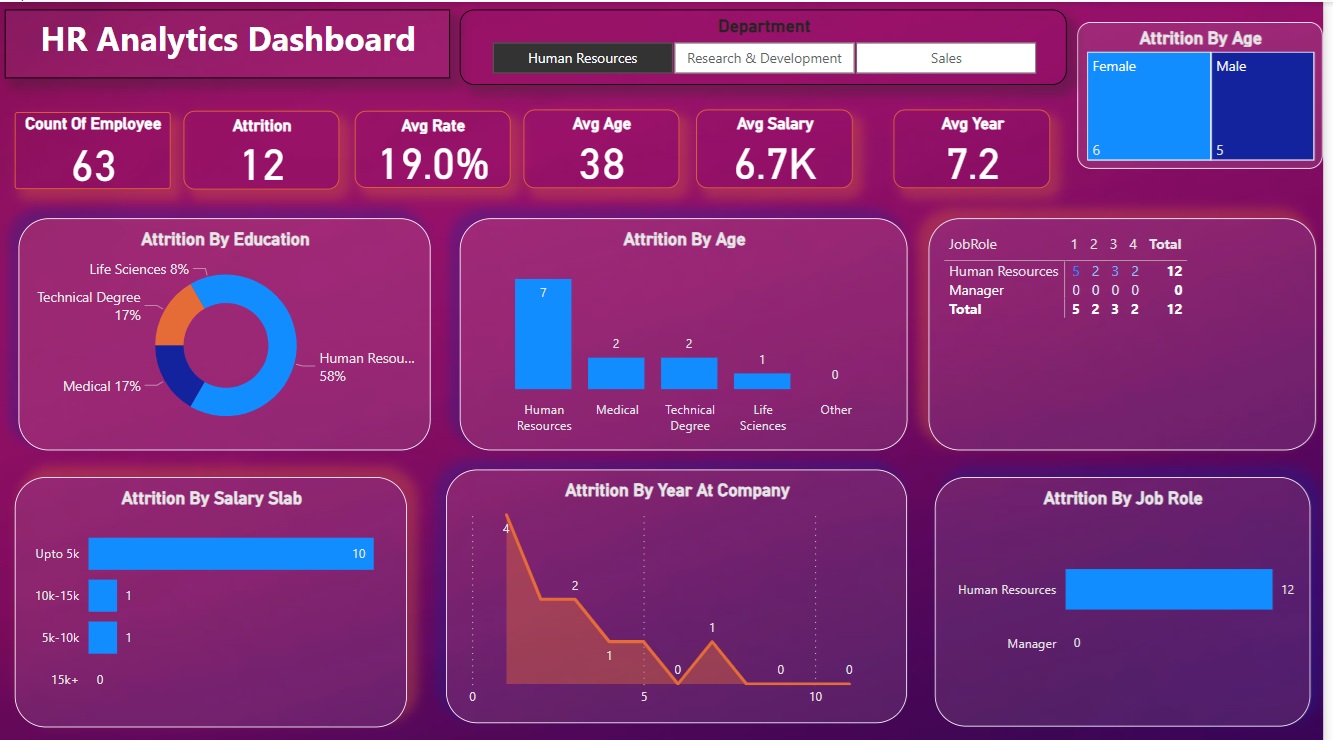 HR Analytics Dashboard
Department
Human Resources
Research & Development
Sales
Attrition By Age
Female
Male
6
5
Count Of Employee
63
Attrition
12
Avg Rate
19.0%
Avg Age
38
Avg Salary
6.7K
Avg Year
7.2
Attrition By Education
Life Sciences 8%
Technical Degree
17%
Medical 17%
Human Resou...
58%
Attrition By Age
7
2
2
1
0
Human
Resources
Medical
Technical
Degree
Life
Sciences
Other
JobRole 1 2 3 4 Total
Human Resources 5 2 3 2 12
Manager 0 0 0 0 0
Total 5 2 3 2 12
Attrition By Salary Slab
Upto 5k 10
10k-15k 1
5k-10k 1
15k+ 0
Attrition By Year At Company
4
2
1
0
1
0
0
0
5
10
Attrition By Job Role
Human Resources 12
Manager 0